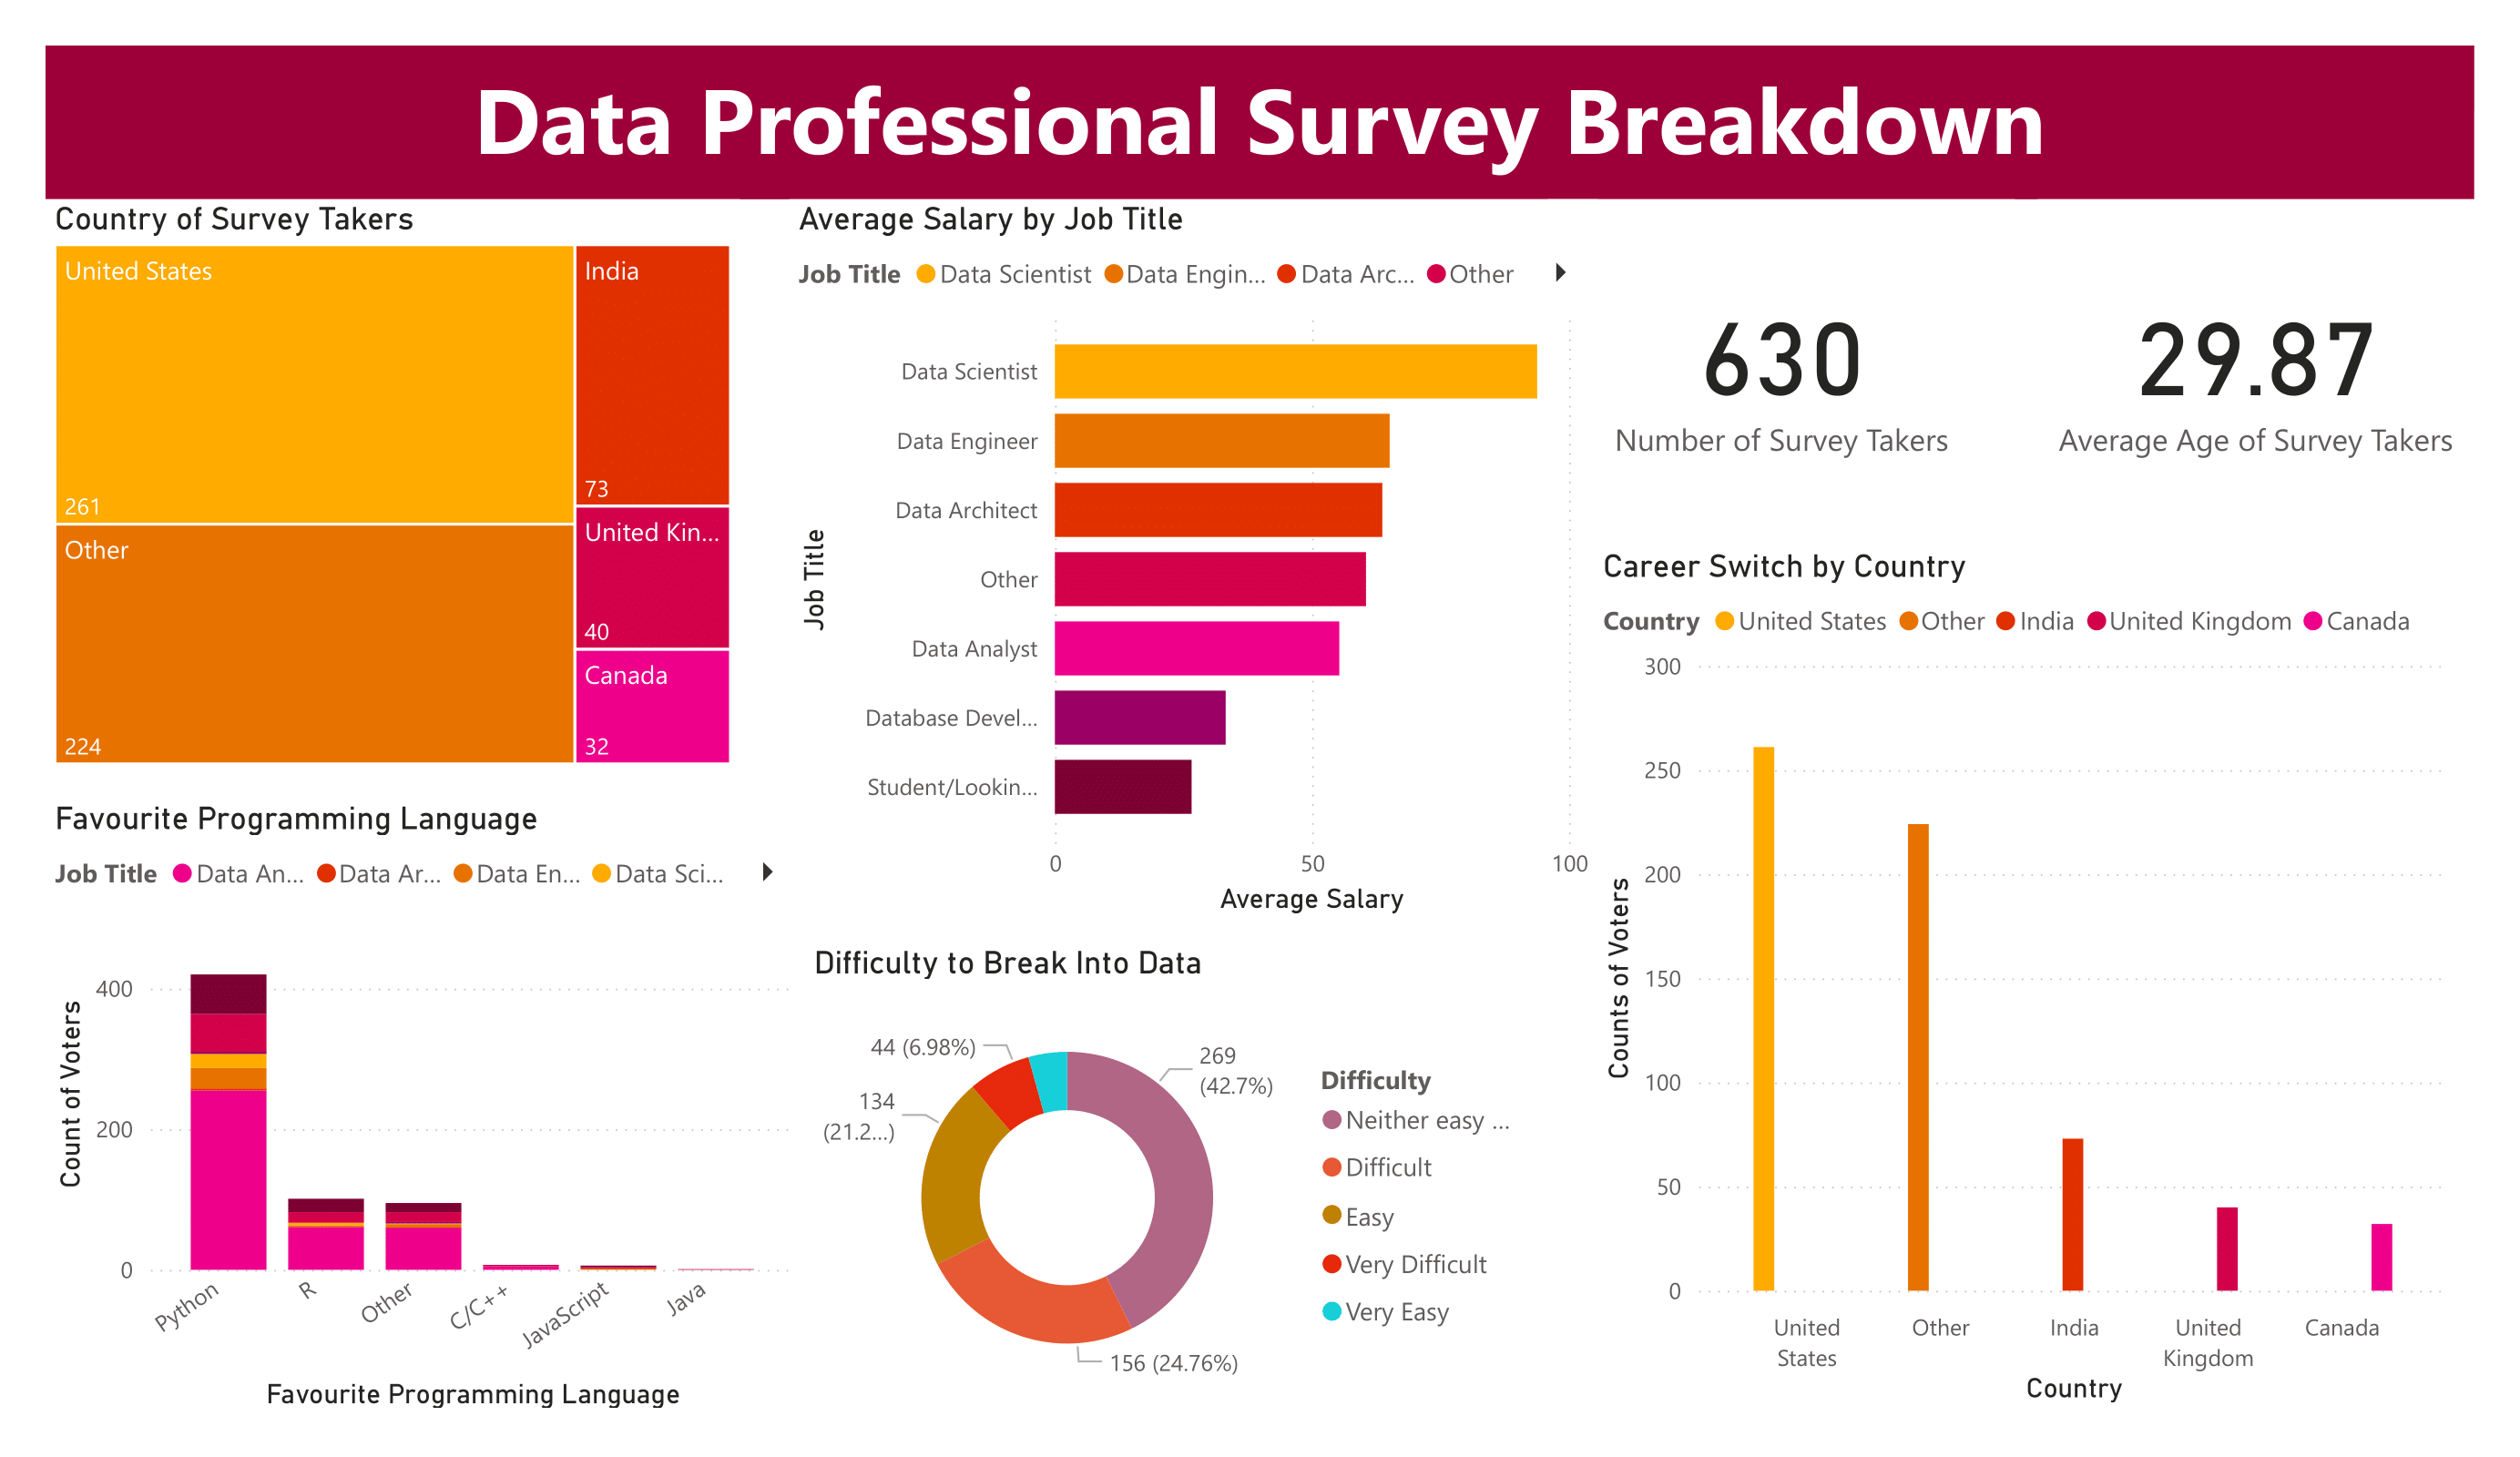 Data Professional Survey Breakdown
Country of Survey Takers
United States
261
Other
224
India
73
United Kin...
40
Canada
32
Average Salary by Job Title
Job Title Data Scientist Data Engin... Data Arc... Other
Job Title
Data Scientist
Data Engineer
Data Architect
Other
Data Analyst
Database Devel...
Student/Lookin...
0 50 100
Average Salary
630
Number of Survey Takers
29.87
Average Age of Survey Takers
Favourite Programming Language
Job Title Data An... Data Ar... Data En... Data Sci...
Count of Voters
400
200
0
Python R Other C/C++ JavaScript Java
Favourite Programming Language
Difficulty to Break Into Data
44 (6.98%)
269
(42.7%)
134
(21.2...)
156 (24.76%)
Difficulty
Neither easy ...
Difficult
Easy
Very Difficult
Very Easy
Career Switch by Country
Country United States Other India United Kingdom Canada
Counts of Voters
300
250
200
150
100
50
0
United
States
Other
India
United
Kingdom
Canada
Country